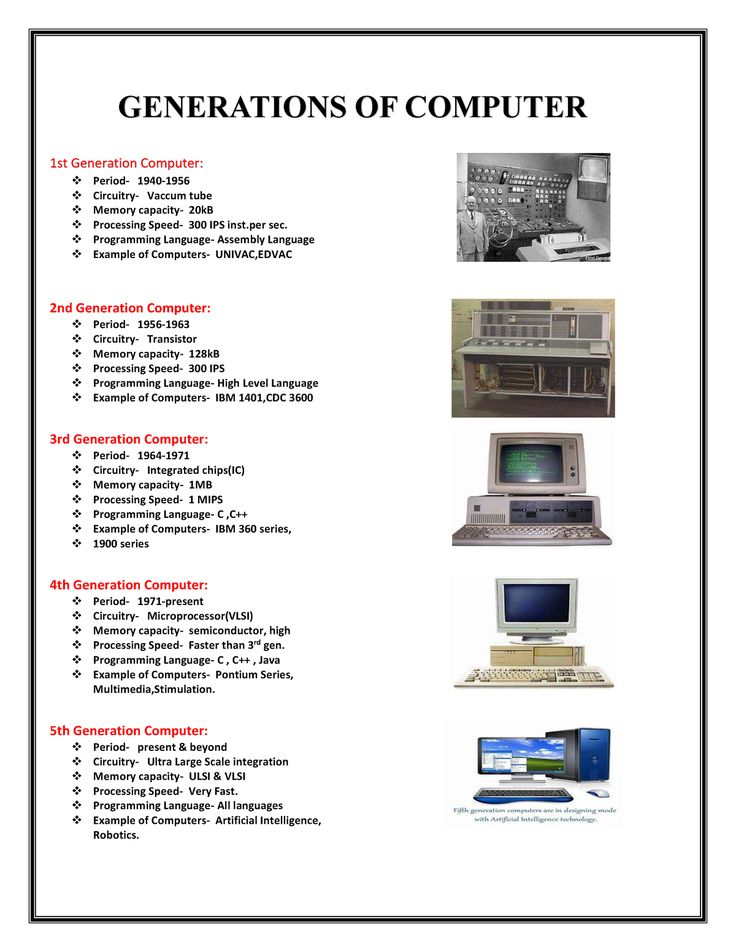 GENERATIONS OF COMPUTER
1st Generation Computer:
❖ Period- 1940-1956
❖ Circuitry- Vaccum tube
❖ Memory capacity- 20kB
❖ Processing Speed- 300 IPS inst.per sec.
❖ Programming Language- Assembly Language
❖ Example of Computers- UNIVAC,EDVAC
2nd Generation Computer:
❖ Period- 1956-1963
❖ Circuitry- Transistor
❖ Memory capacity- 128kB
❖ Processing Speed- 300 IPS
❖ Programming Language- High Level Language
❖ Example of Computers- IBM 1401,CDC 3600
3rd Generation Computer:
❖ Period- 1964-1971
❖ Circuitry- Integrated chips(IC)
❖ Memory capacity- 1MB
❖ Processing Speed- 1 MIPS
❖ Programming Language- C ,C++
❖ Example of Computers- IBM 360 series,
❖ 1900 series
4th Generation Computer:
❖ Period- 1971-present
❖ Circuitry- Microprocessor(VLSI)
❖ Memory capacity- semiconductor, high
❖ Processing Speed- Faster than 3rd gen.
❖ Programming Language- C , C++ , Java
❖ Example of Computers- Pontium Series,
Multimedia,Stimulation.
5th Generation Computer:
❖ Period- present & beyond
❖ Circuitry- Ultra Large Scale integration
❖ Memory capacity- ULSI & VLSI
❖ Processing Speed- Very Fast.
❖ Programming Language- All languages
❖ Example of Computers- Artificial Intelligence,
Robotics.
Fifth generation computers are in designing mode
with Artificial Intelligence technology.